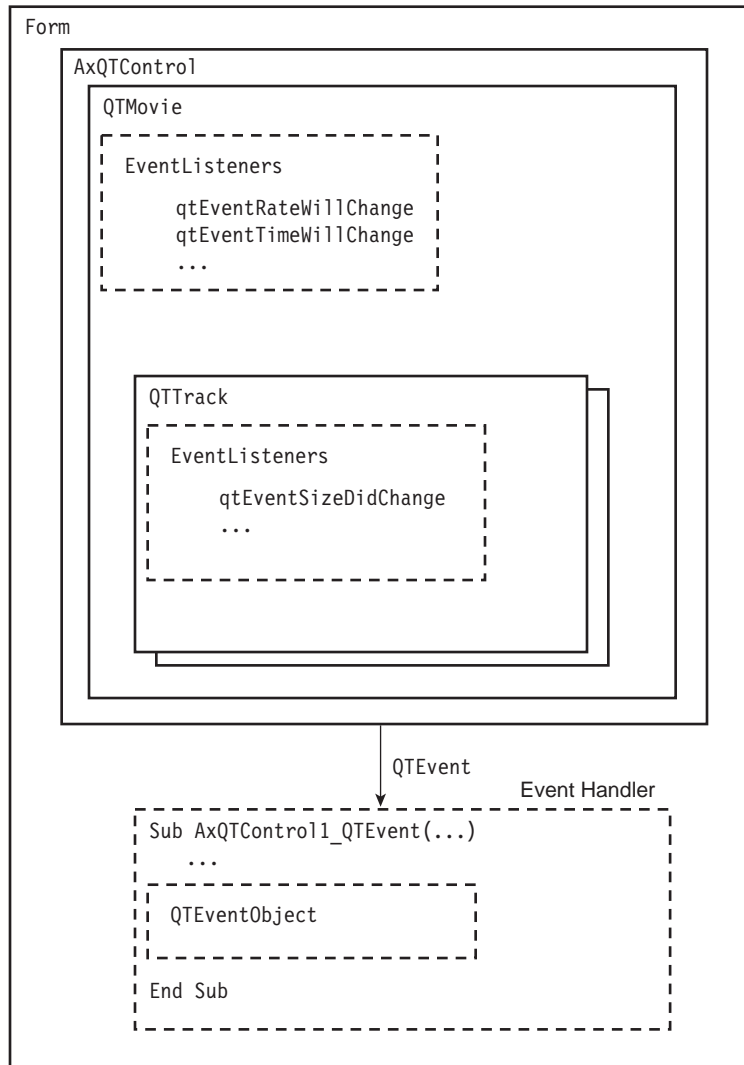 Form
AxQTControl
QTMovie
EventListeners
qtEventRateWillChange
qtEventTimeWillChange
...
QTTrack
EventListeners
qtEventSizeDidChange
...
QTEvent
Event Handler
Sub AxQTControl1_QTEvent(...)
...
QTEventObject
End Sub